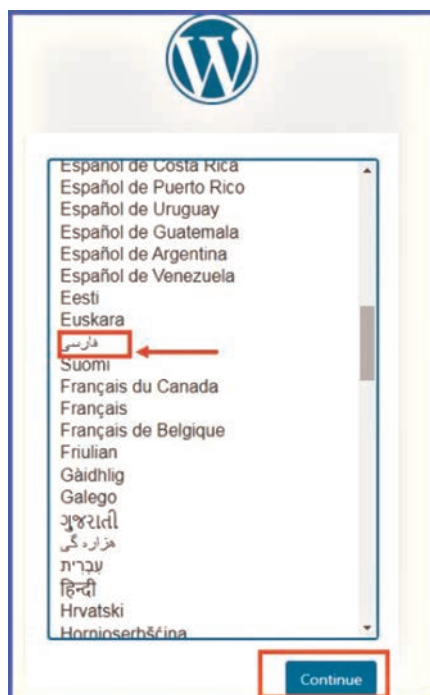 Español de Costa Rica
Español de Puerto Rico
Español de Uruguay
Español de Guatemala
Español de Argentina
Español de Venezuela
Eesti
Euskara
فارسی
Suomi
Français du Canada
Français
Français de Belgique
Friulian
Gàidhlig
Galego
ગુજરાતી
هزاره گی
עִבְרִית
हिन्दी
Hrvatski
Hornjoserbšćina
Continue